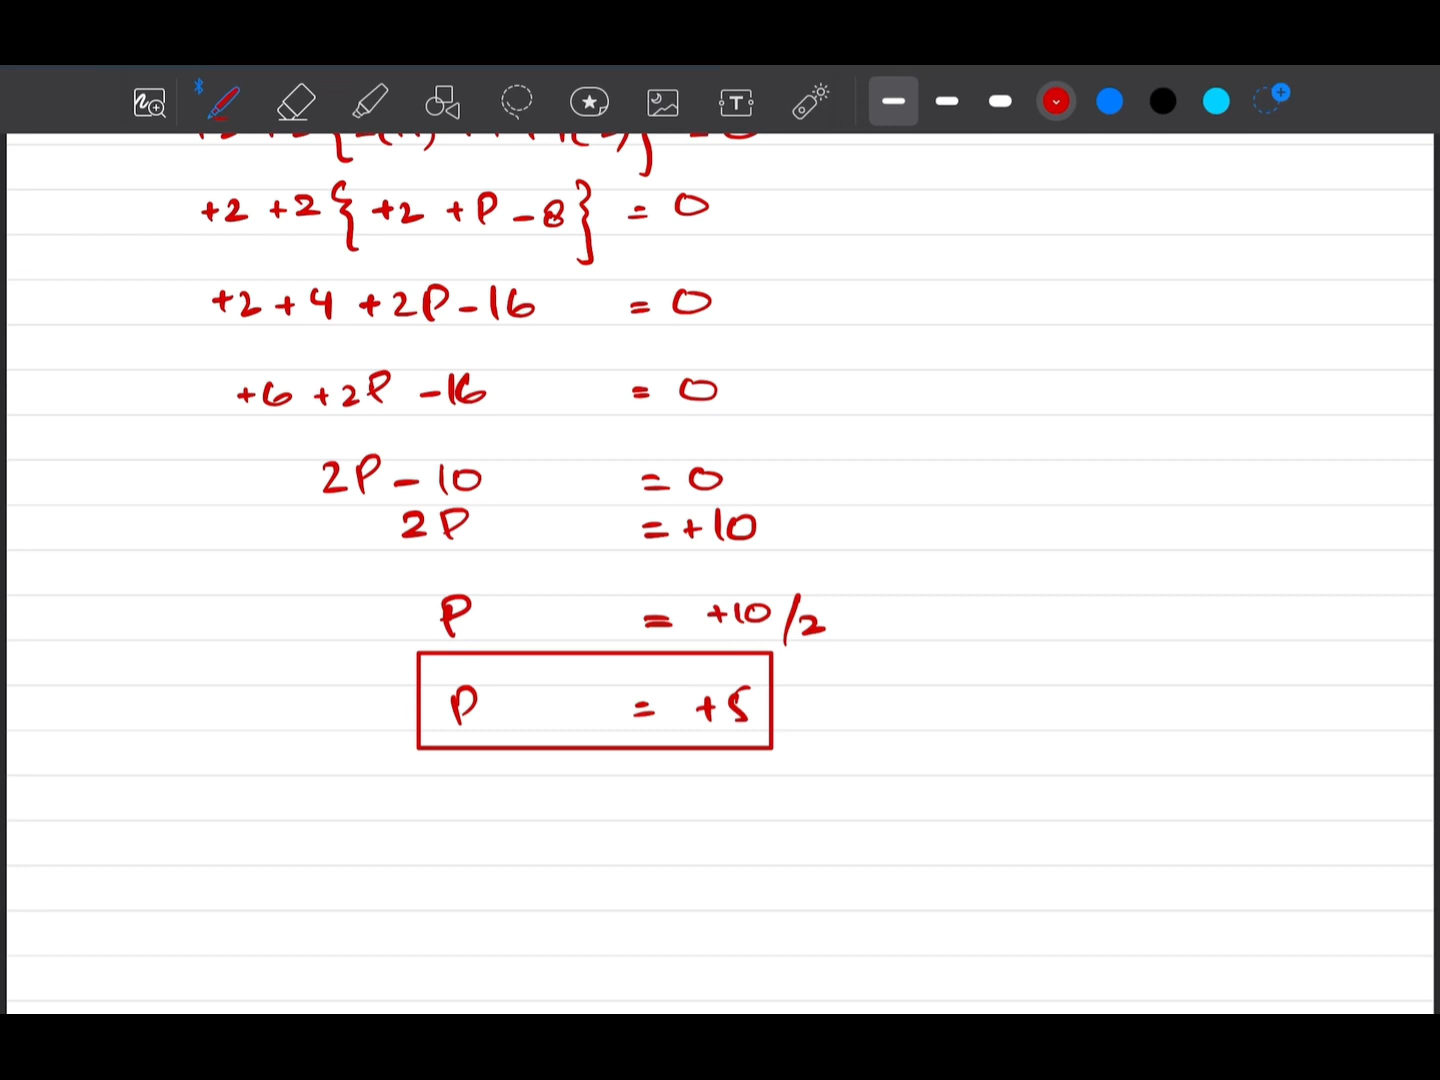 +2 +2 { +2 + P - 8 } = 0
+2 + 4 + 2P - 16 = 0
+6 + 2P - 16 = 0
2P - 10 = 0
2P = +10
P = +10/2
P = +5